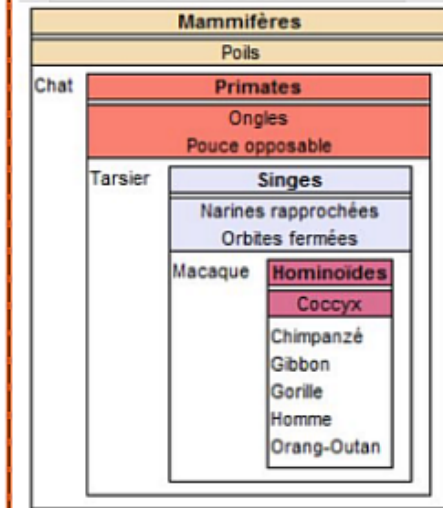 Mammifères
Poils
Chat
Primates
Ongles
Pouce opposable
Tarsier
Singes
Narines rapprochées
Orbites fermées
Macaque
Hominoïdes
Coccyx
Chimpanzé
Gibbon
Gorille
Homme
Orang-Outan